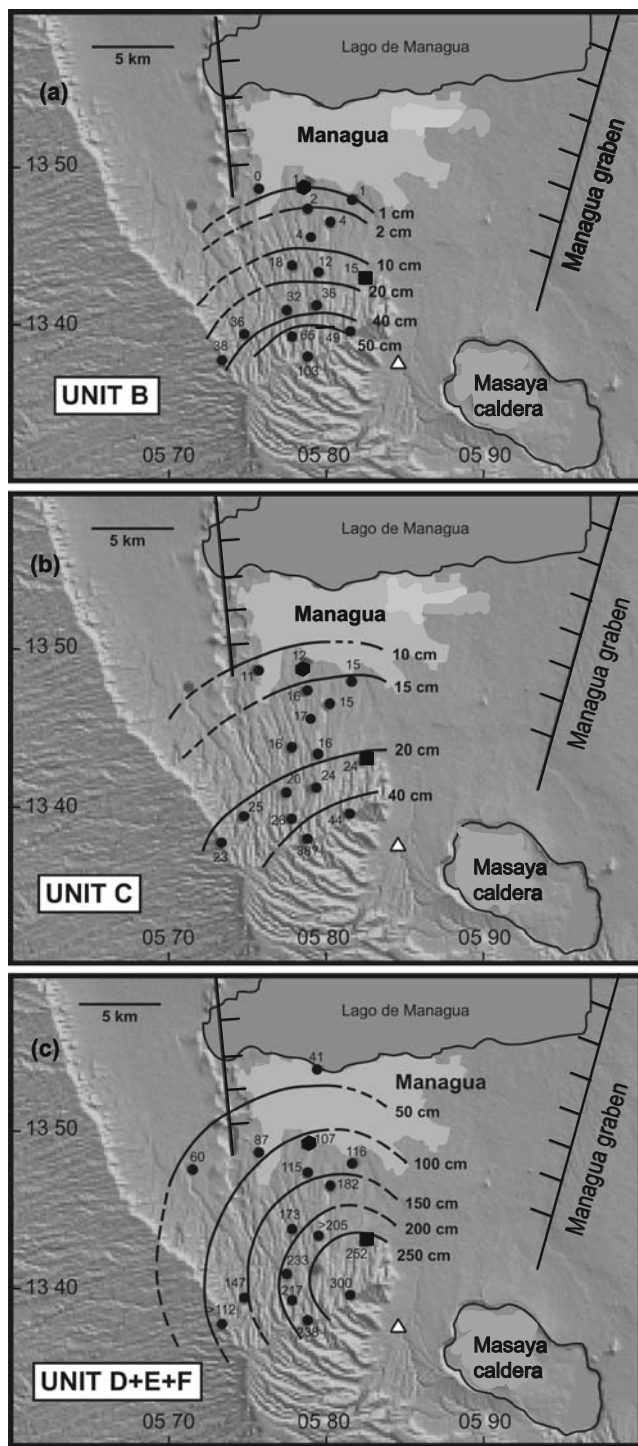 5 km
Lago de Managua
(a)
Managua
Managua graben
13 50
0
1
1
2
1 cm
4
2 cm
4
18
12
15
10 cm
20 cm
13 40
36
32
36
40 cm
38
65
49
50 cm
103
UNIT B
Masaya
caldera
05 70
05 80
05 90
5 km
Lago de Managua
(b)
Managua
Managua graben
13 50
10 cm
11
12
15
15 cm
16
15
17
16
16
20 cm
24
13 40
25
20
24
40 cm
23
26
44
38?
UNIT C
Masaya
caldera
05 70
05 80
05 90
5 km
Lago de Managua
(c)
41
Managua
Managua graben
50 cm
13 50
60
87
107
100 cm
115
116
182
150 cm
173
>205
200 cm
252
250 cm
13 40
147
233
300
>112
217
238
UNIT D+E+F
Masaya
caldera
05 70
05 80
05 90